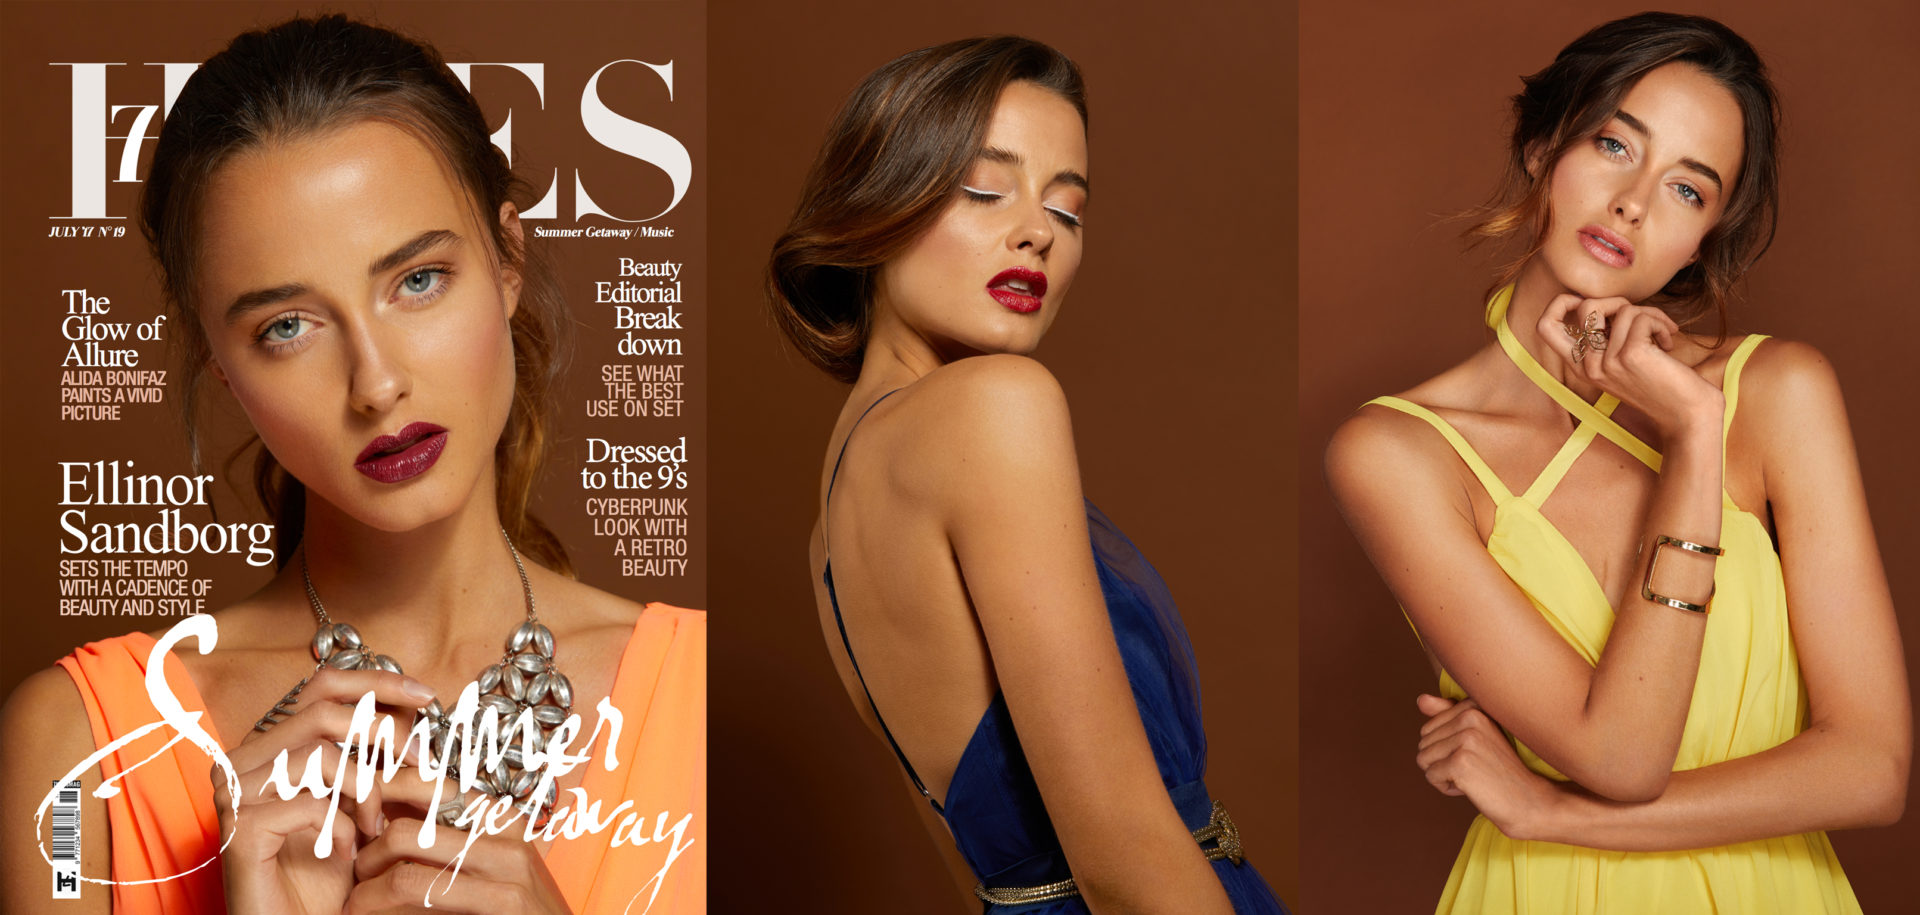 H ES
7
JULY '17 N° 19
Summer Getaway / Music
The
Glow of
Allure
ALIDA BONIFAZ
PAINTS A VIVID
PICTURE
Ellinor
Sandborg
SETS THE TEMPO
WITH A CADENCE OF
BEAUTY AND STYLE
Beauty
Editorial
Break
down
SEE WHAT
THE BEST
USE ON SET
Dressed
to the 9's
CYBERPUNK
LOOK WITH
A RETRO
BEAUTY
Summer
getaway